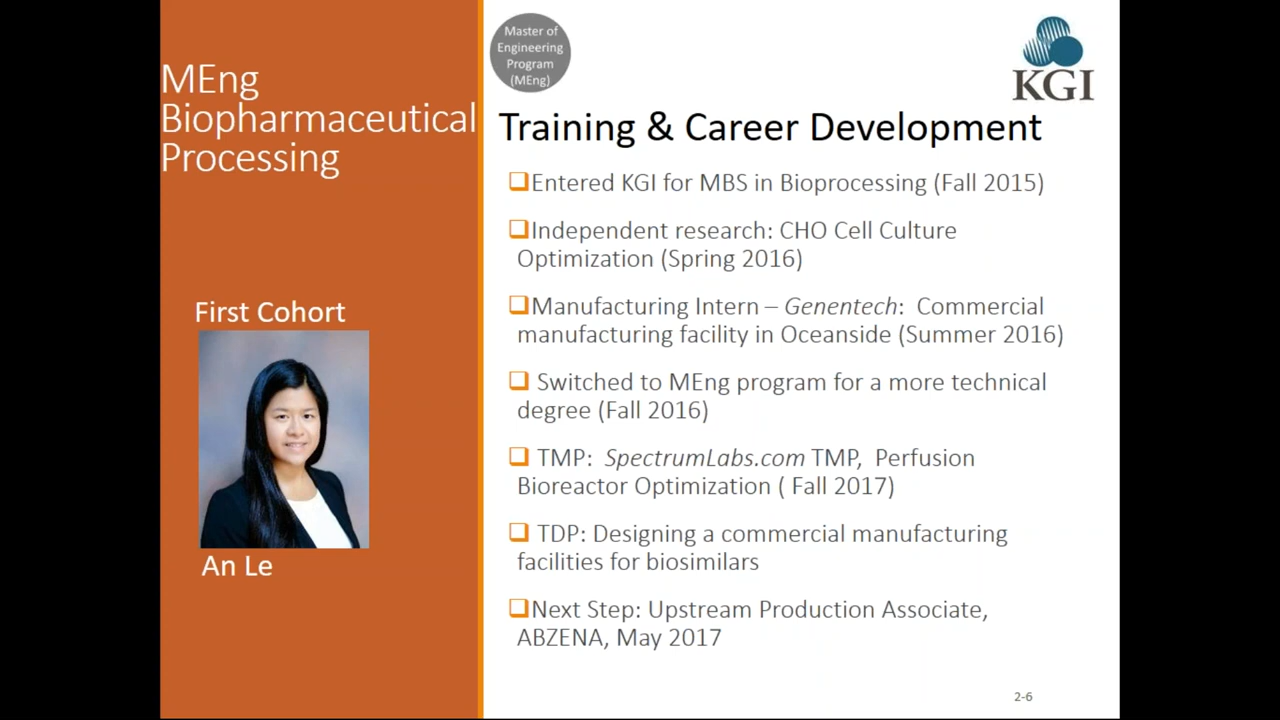 MEng
Biopharmaceutical
Processing
First Cohort
An Le
Master of
Engineering
Program
(MEng)
KGI
Training & Career Development
Entered KGI for MBS in Bioprocessing (Fall 2015)
Independent research: CHO Cell Culture
Optimization (Spring 2016)
Manufacturing Intern – Genentech: Commercial
manufacturing facility in Oceanside (Summer 2016)
Switched to MEng program for a more technical
degree (Fall 2016)
TMP: SpectrumLabs.com TMP, Perfusion
Bioreactor Optimization ( Fall 2017)
TDP: Designing a commercial manufacturing
facilities for biosimilars
Next Step: Upstream Production Associate,
ABZENA, May 2017
2-6